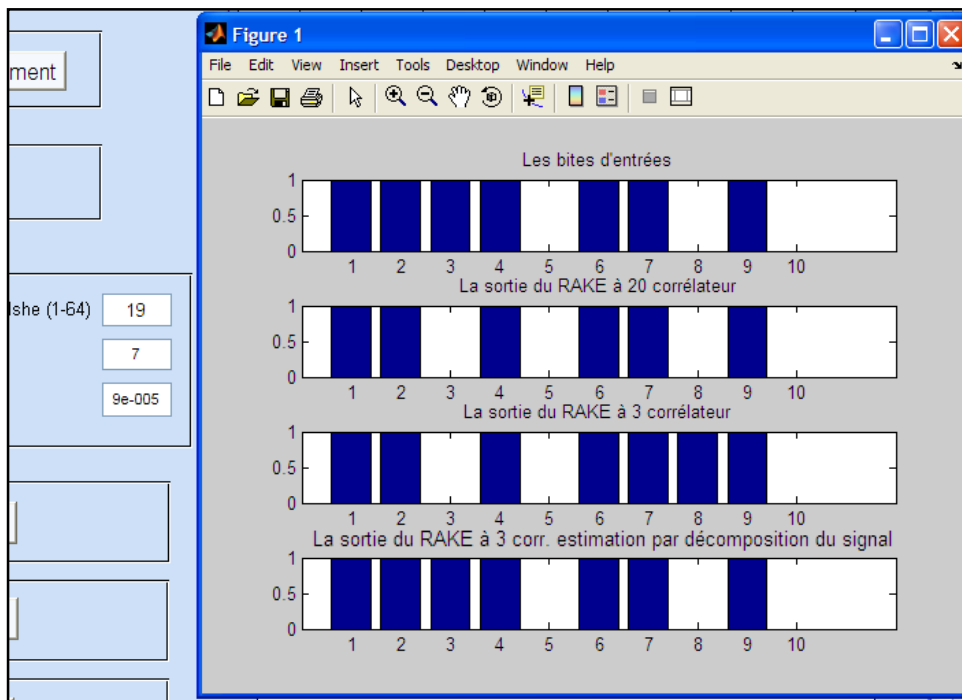 Figure 1
File Edit View Insert Tools Desktop Window Help
Les bites d'entrées
1
0.5
0
1 2 3 4 5 6 7 8 9 10
La sortie du RAKE à 20 corrélateur
1
0.5
0
1 2 3 4 5 6 7 8 9 10
La sortie du RAKE à 3 corrélateur
1
0.5
0
1 2 3 4 5 6 7 8 9 10
La sortie du RAKE à 3 corr. estimation par décomposition du signal
1
0.5
0
1 2 3 4 5 6 7 8 9 10
ment
lshe (1-64) 19
7
9e-005